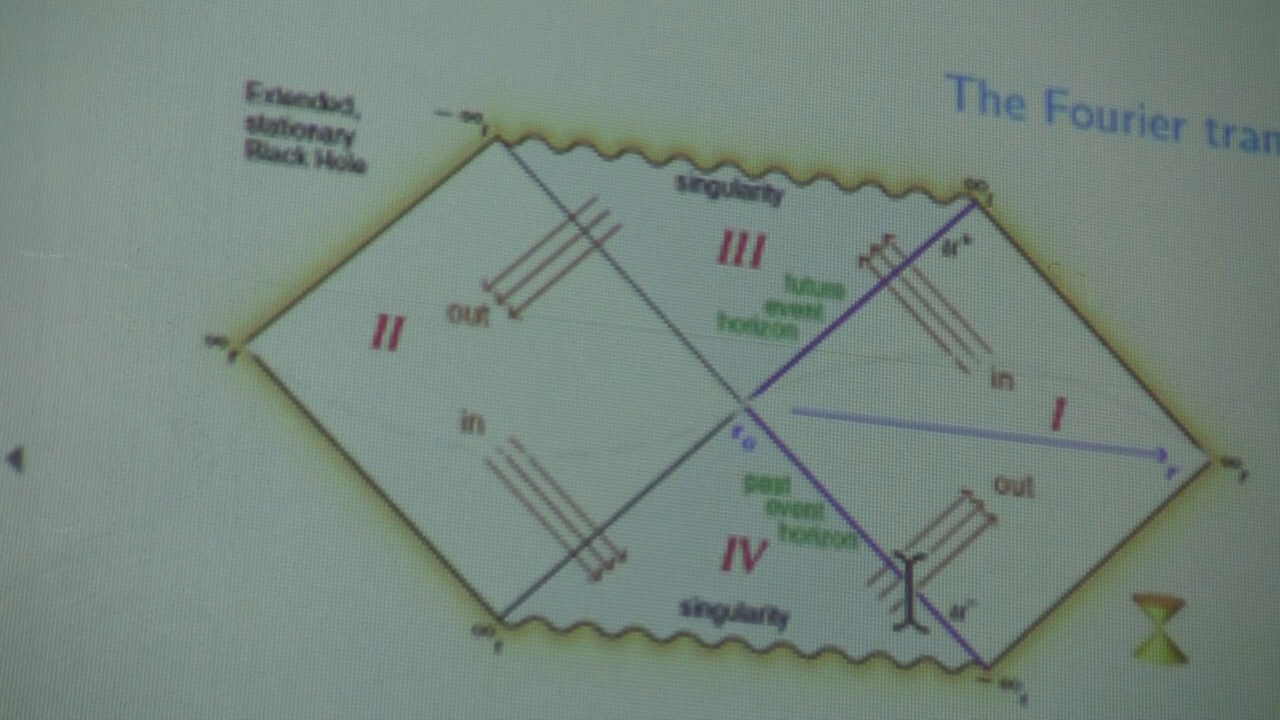 Extended,
stationary
Black Hole
The Fourier tran
− ∞t
∞t
singularity
III
H+
future
event
horizon
out
II
∞r
in
I
in
r0
r
∞r
past
event
horizon
out
IV
singularity
H-
∞t
− ∞t